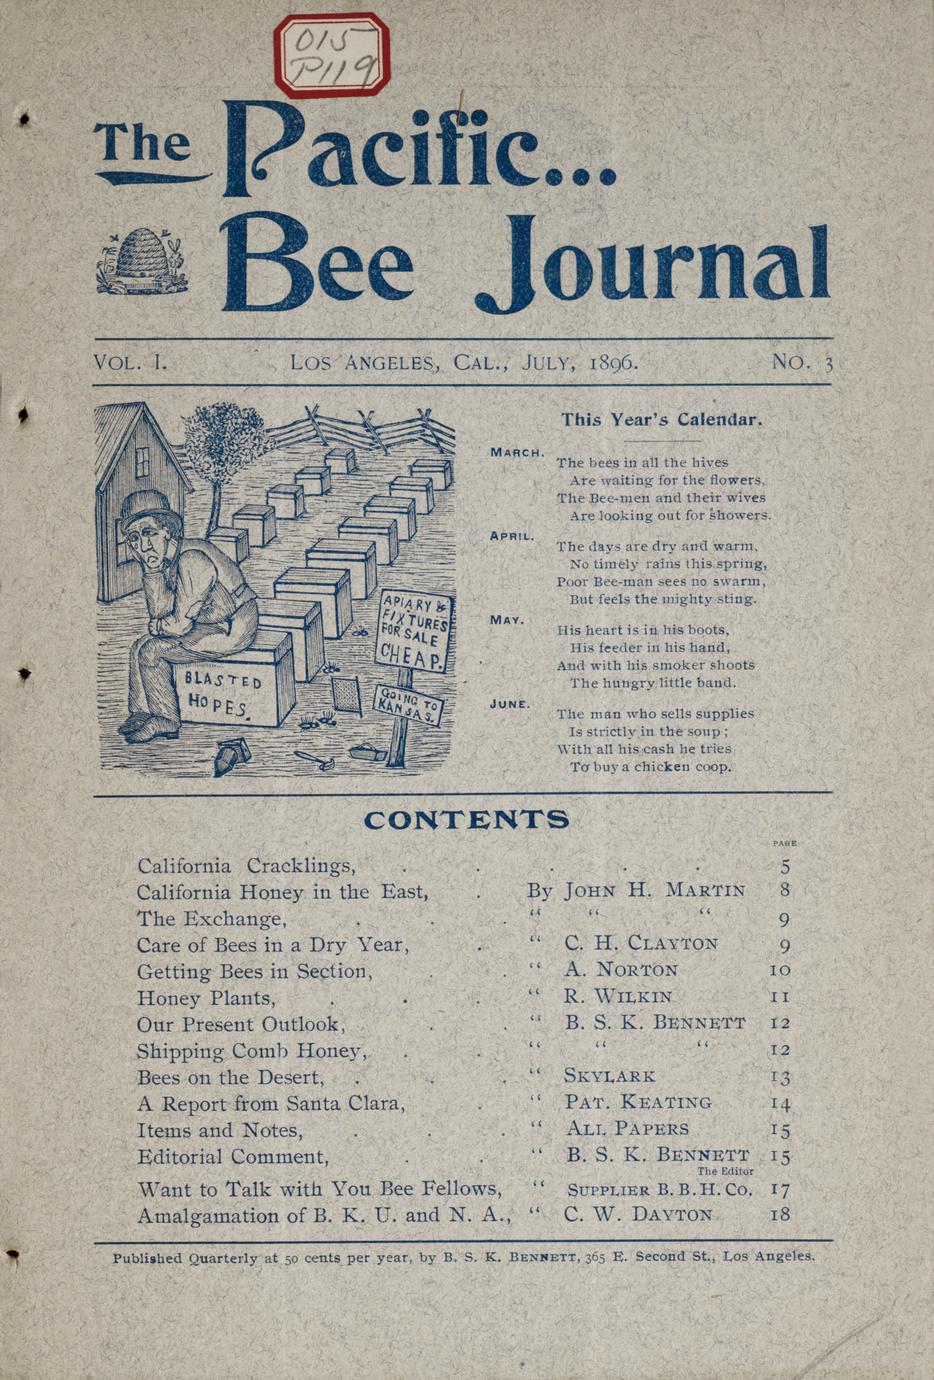 015
P119
The Pacific...
Bee Journal
VOL. I. LOS ANGELES, CAL., JULY, 1896. NO. 3
APIARY &
FIXTURES
FOR SALE
CHEAP.
GOING TO
KANSAS.
BLASTED
HOPES.
This Year's Calendar.
MARCH.
The bees in all the hives
Are waiting for the flowers,
The Bee-men and their wives
Are looking out for showers.
APRIL.
The days are dry and warm,
No timely rains this spring,
Poor Bee-man sees no swarm,
But feels the mighty sting.
MAY.
His heart is in his boots,
His feeder in his hand,
And with his smoker shoots
The hungry little band.
JUNE.
The man who sells supplies
Is strictly in the soup;
With all his cash he tries
To buy a chicken coop.
CONTENTS
PAGE
California Cracklings, . . . . . 5
California Honey in the East, . By JOHN H. MARTIN 8
The Exchange, . . . " " " 9
Care of Bees in a Dry Year, . " C. H. CLAYTON 9
Getting Bees in Section, . . " A. NORTON 10
Honey Plants, . . . " R. WILKIN 11
Our Present Outlook, . . " B. S. K. BENNETT 12
Shipping Comb Honey, . . " " " 12
Bees on the Desert, . . . " SKYLARK 13
A Report from Santa Clara, . " PAT. KEATING 14
Items and Notes, . . . " ALL PAPERS 15
Editorial Comment, . . " B. S. K. BENNETT 15
The Editor
Want to Talk with You Bee Fellows, " SUPPLIER B. B. H. CO. 17
Amalgamation of B. K. U. and N. A., " C. W. DAYTON 18
Published Quarterly at 50 cents per year, by B. S. K. BENNETT, 365 E. Second St., Los Angeles.